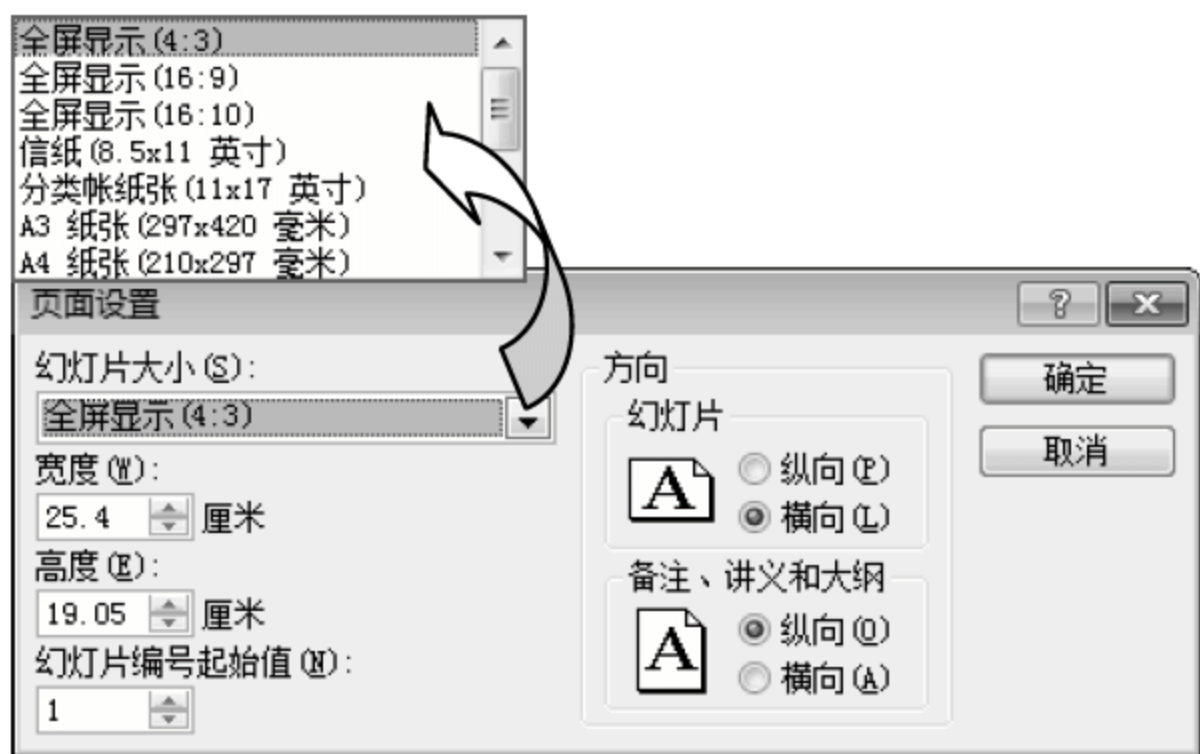 全屏显示(4:3)
全屏显示(16:9)
全屏显示(16:10)
信纸(8.5x11 英寸)
分类帐纸张(11x17 英寸)
A3 纸张(297x420 毫米)
A4 纸张(210x297 毫米)
页面设置
幻灯片大小(S):
全屏显示(4:3)
宽度(W):
25.4 厘米
高度(E):
19.05 厘米
幻灯片编号起始值(N):
1
方向
幻灯片
A
纵向(P)
横向(L)
备注、讲义和大纲
A
纵向(O)
横向(A)
?
确定
取消